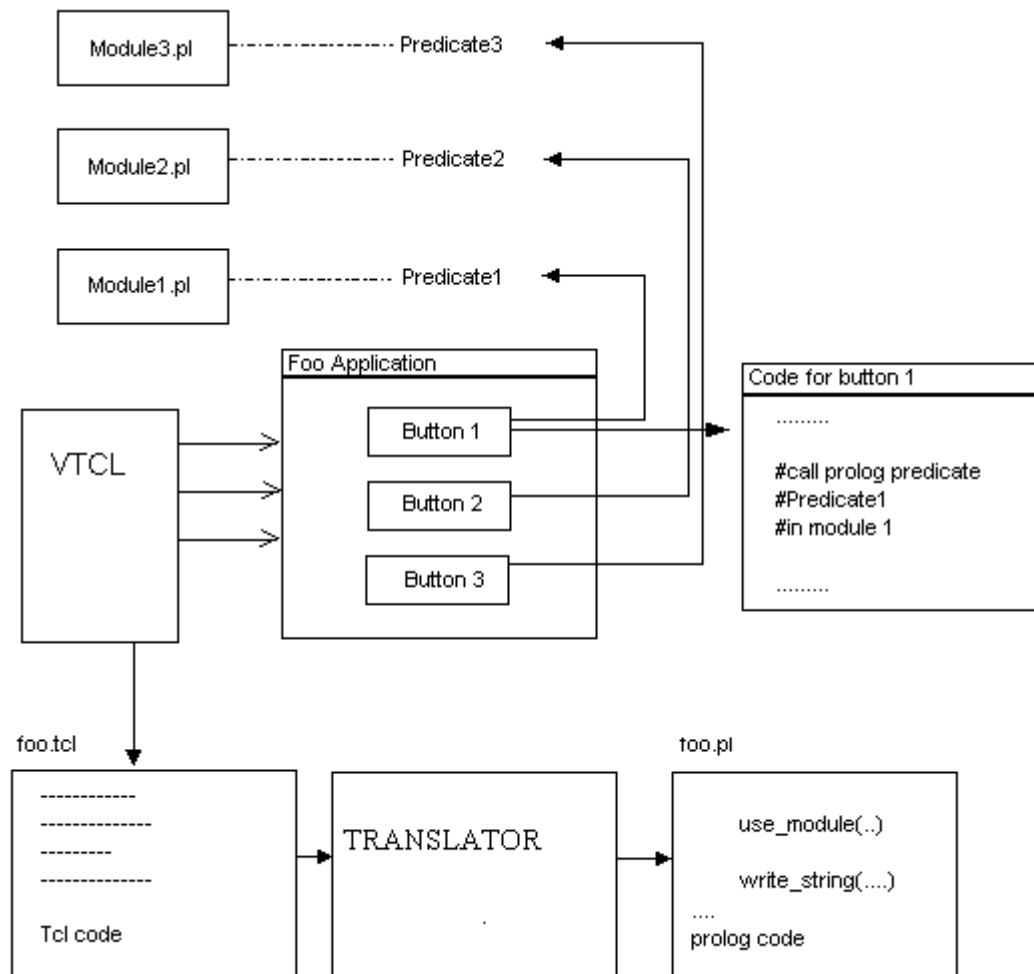 Module3.pl
Predicate3
Module2.pl
Predicate2
Module1.pl
Predicate1
Foo Application
Code for button 1
VTCL
Button 1
Button 2
Button 3
.........
#call prolog predicate
#Predicate1
#in module 1
.........
foo.tcl
foo.pl
------------
--------------
---------
--------------
Tcl code
TRANSLATOR
.
use_module(..)
write_string(....)
....
prolog code